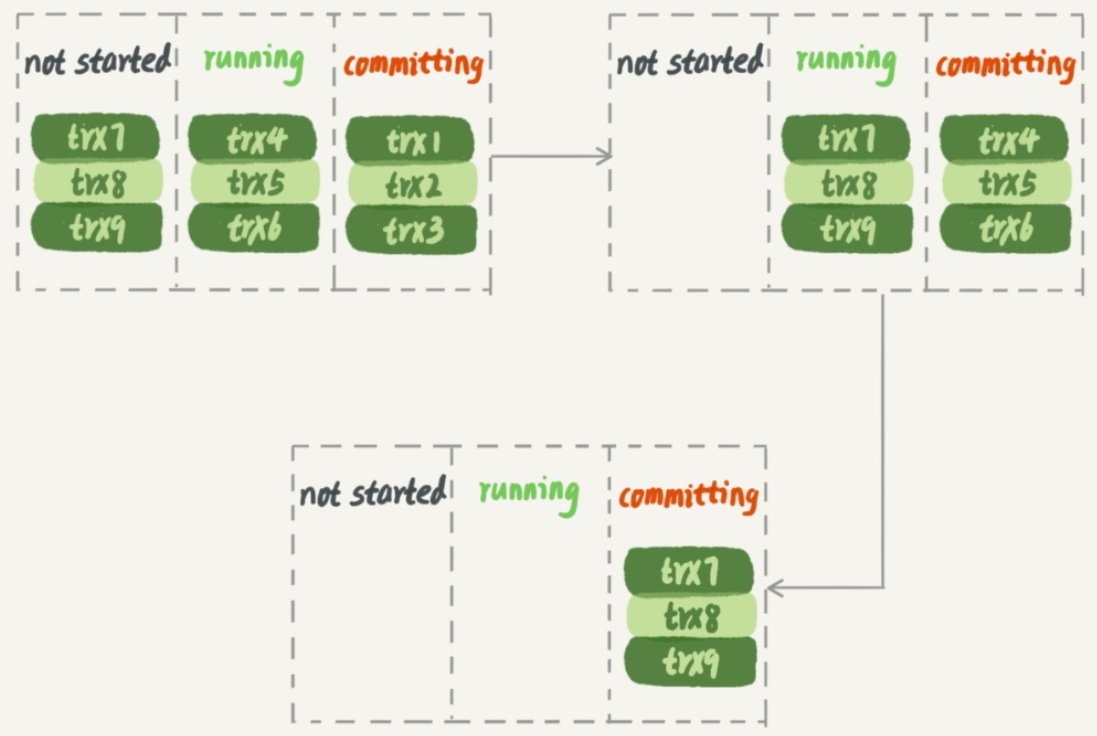 not started running committing
trx7 trx4 trx1
trx8 trx5 trx2
trx9 trx6 trx3
not started running committing
trx7 trx4
trx8 trx5
trx9 trx6
not started running committing
trx7
trx8
trx9